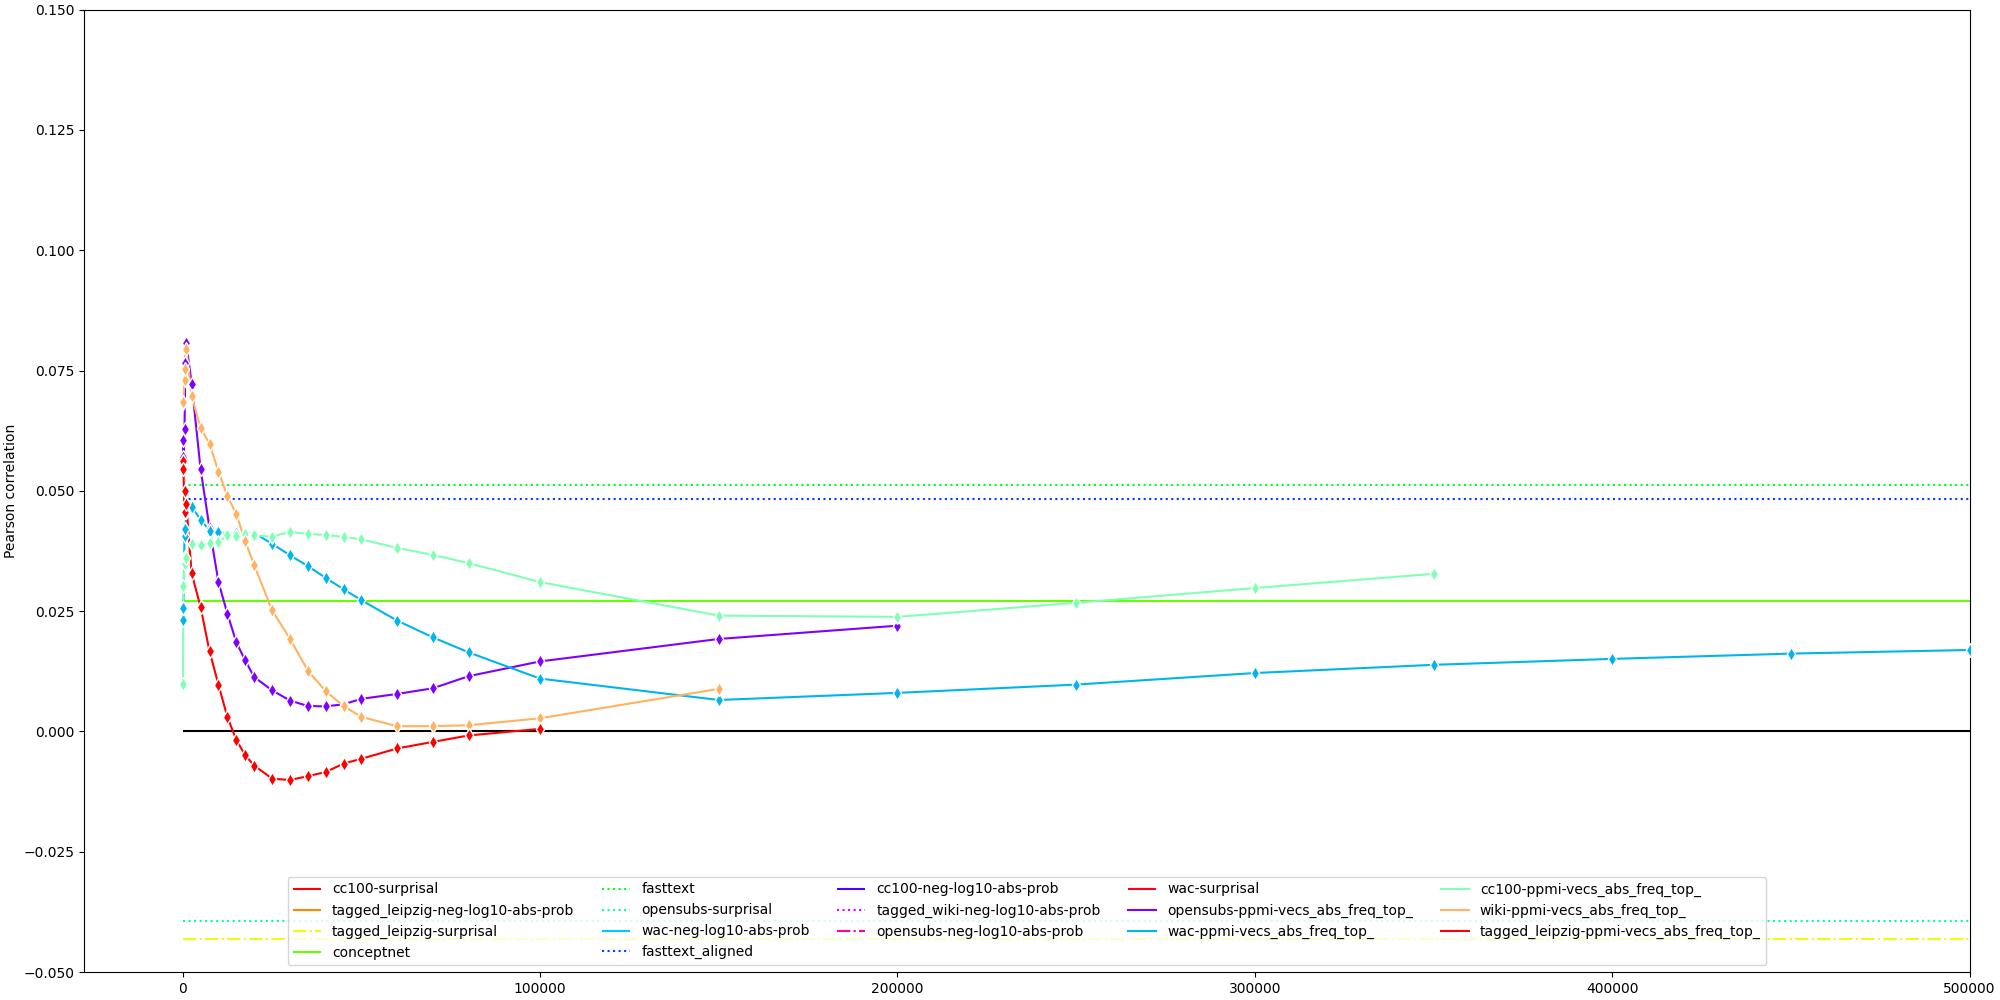 0.150
0.125
0.100
0.075
0.050
0.025
0.000
−0.025
−0.050
Pearson correlation
0
100000
200000
300000
400000
500000
cc100-surprisal
tagged_leipzig-neg-log10-abs-prob
tagged_leipzig-surprisal
conceptnet
fasttext
opensubs-surprisal
wac-neg-log10-abs-prob
fasttext_aligned
cc100-neg-log10-abs-prob
tagged_wiki-neg-log10-abs-prob
opensubs-neg-log10-abs-prob
wac-surprisal
opensubs-ppmi-vecs_abs_freq_top_
wac-ppmi-vecs_abs_freq_top_
cc100-ppmi-vecs_abs_freq_top_
wiki-ppmi-vecs_abs_freq_top_
tagged_leipzig-ppmi-vecs_abs_freq_top_